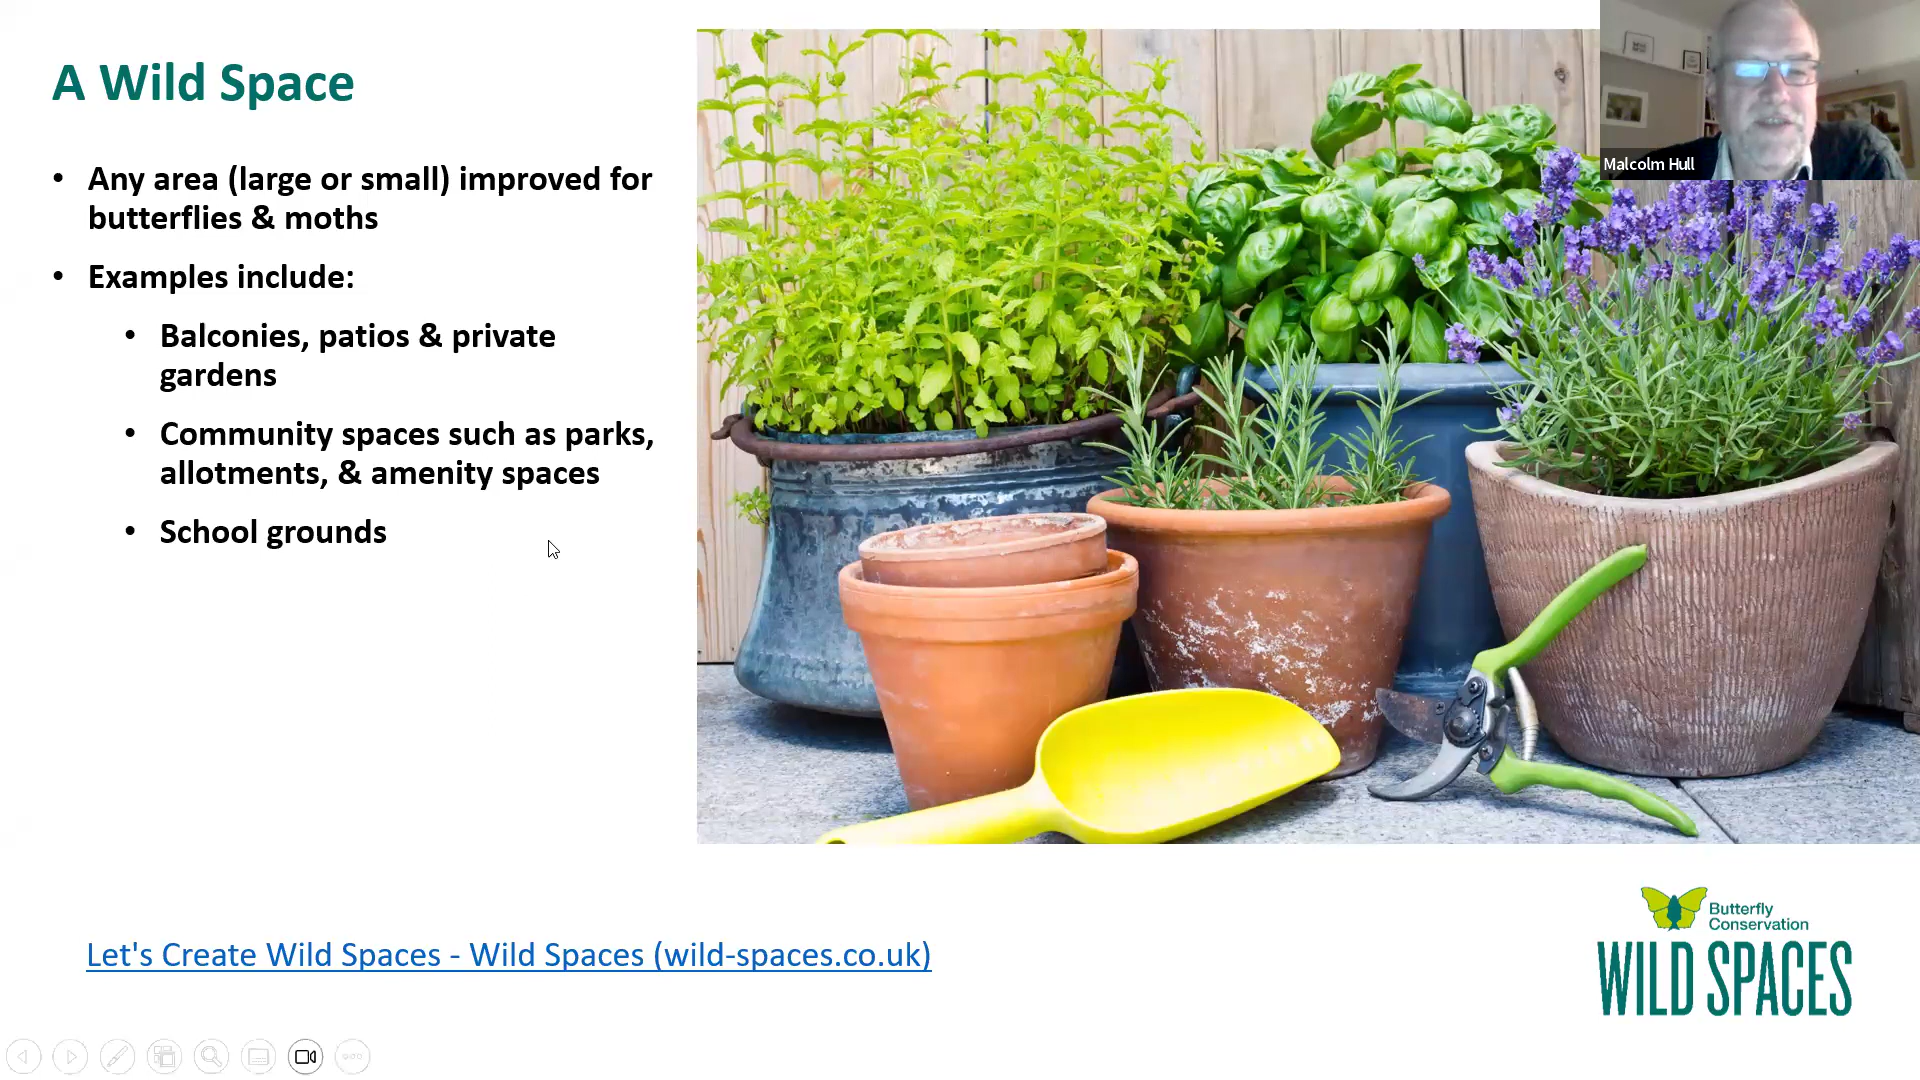 A Wild Space
• Any area (large or small) improved for
butterflies & moths
• Examples include:
• Balconies, patios & private
gardens
• Community spaces such as parks,
allotments, & amenity spaces
• School grounds
Malcolm Hull
Let's Create Wild Spaces - Wild Spaces (wild-spaces.co.uk)
Butterfly
Conservation
WILD SPACES